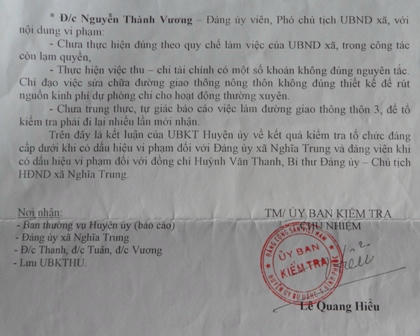 * Đ/c Nguyễn Thành Vương – Đảng ủy viên, Phó chủ tịch UBND xã, với
nội dung vi phạm:
- Chưa thực hiện đúng theo quy chế làm việc của UBND xã, trong công tác
còn lạm quyền,
- Thực hiện việc thu – chi tài chính có một số khoản không đúng nguyên tắc.
Chỉ đạo việc sửa chữa đường giao thông nông thôn không đúng thiết kế để rút
nguồn kinh phí dự phòng chi cho hoạt động thường xuyên.
- Chưa trung thực, tự giác báo cáo việc làm đường giao thông thôn 3, để tổ
kiểm tra phải đi lại nhiều lần mới nhận.
Trên đây là kết luận của UBKT Huyện ủy về kết quả kiểm tra tổ chức đảng
cấp dưới khi có dấu hiệu vi phạm đối với Đảng ủy xã Nghĩa Trung và đảng viên khi
có dấu hiệu vi phạm đối với đồng chí Huỳnh Văn Thanh, Bí thư Đảng ủy – Chủ tịch
HĐND xã Nghĩa Trung.
Nơi nhận:
- Ban thường vụ Huyện ủy (báo cáo)
- Đảng ủy xã Nghĩa Trung
- Đ/c Thanh, đ/c Tuấn, đ/c Vương
- Lưu UBKTHU.
TM/ ỦY BAN KIỂM TRA
CHỦ NHIỆM
ĐẢNG CỘNG SẢN VIỆT NAM
ỦY BAN
KIỂM TRA
Lê Quang Hiếu